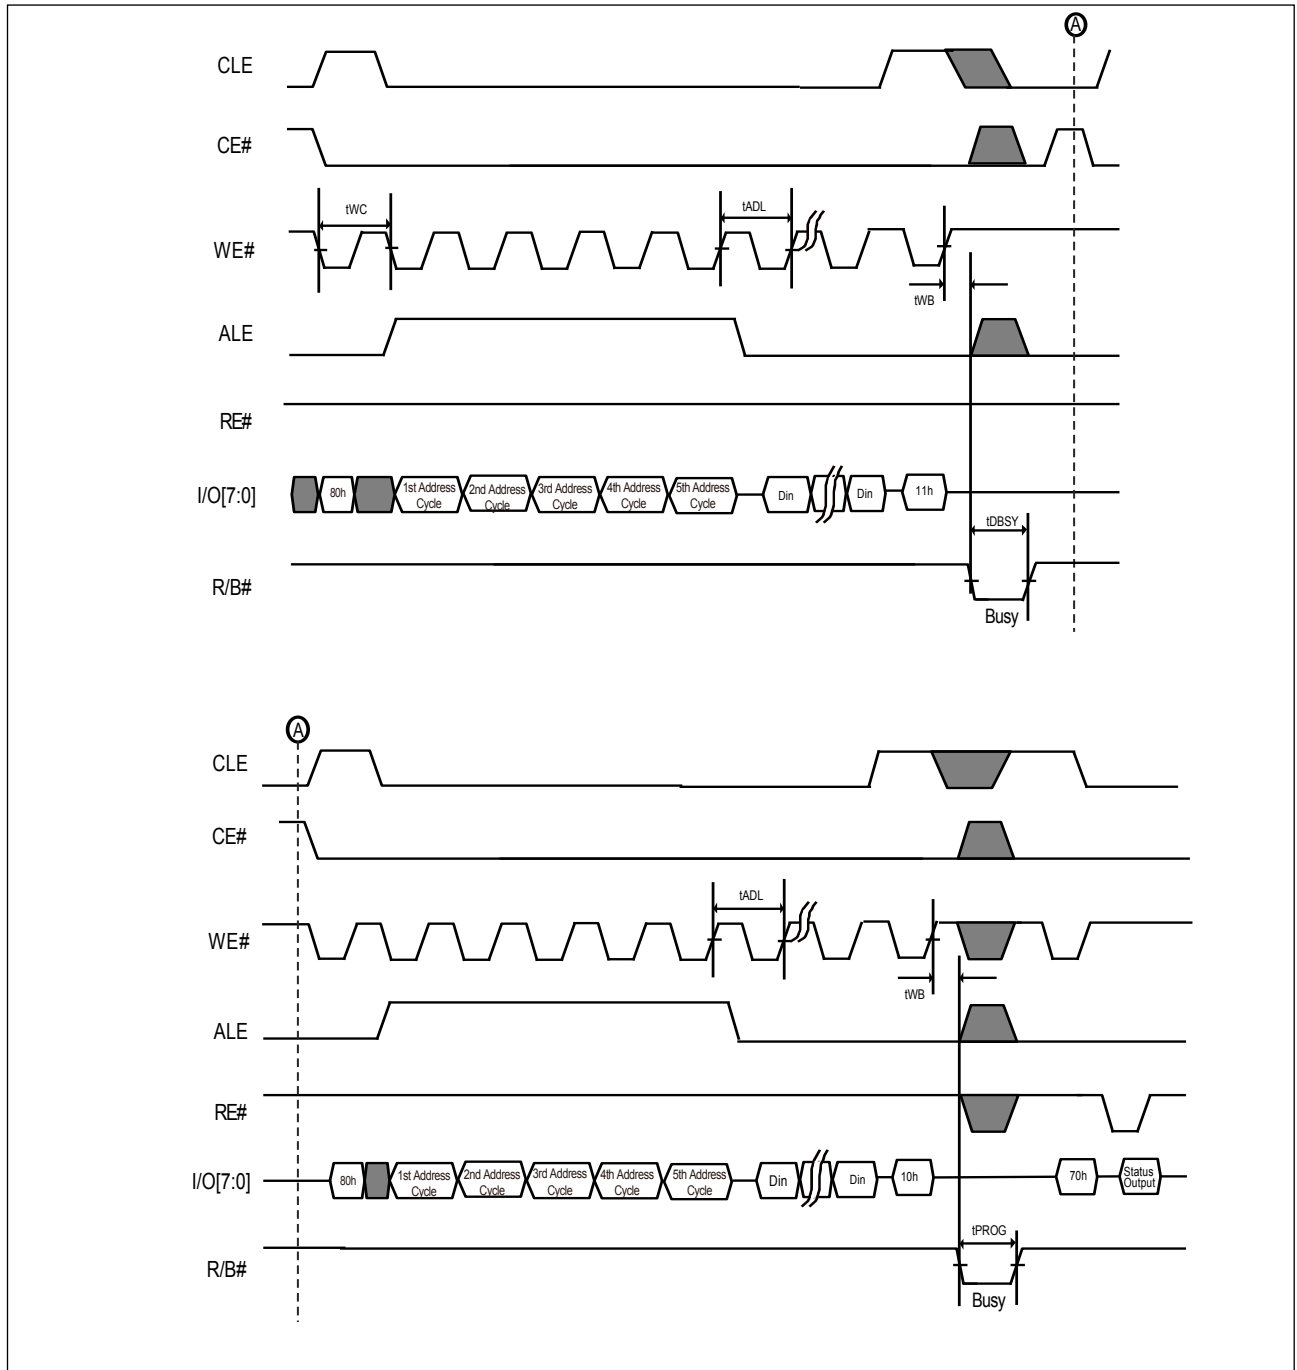 A
CLE
CE#
tWC
tADL
WE#
tWB
ALE
RE#
I/O[7:0]
80h
1st Address
Cycle
2nd Address
Cycle
3rd Address
Cycle
4th Address
Cycle
5th Address
Cycle
Din
Din
11h
tDBSY
R/B#
Busy
A
CLE
CE#
tADL
WE#
tWB
ALE
RE#
I/O[7:0]
80h
1st Address
Cycle
2nd Address
Cycle
3rd Address
Cycle
4th Address
Cycle
5th Address
Cycle
Din
Din
10h
70h
Status
Output
tPROG
R/B#
Busy